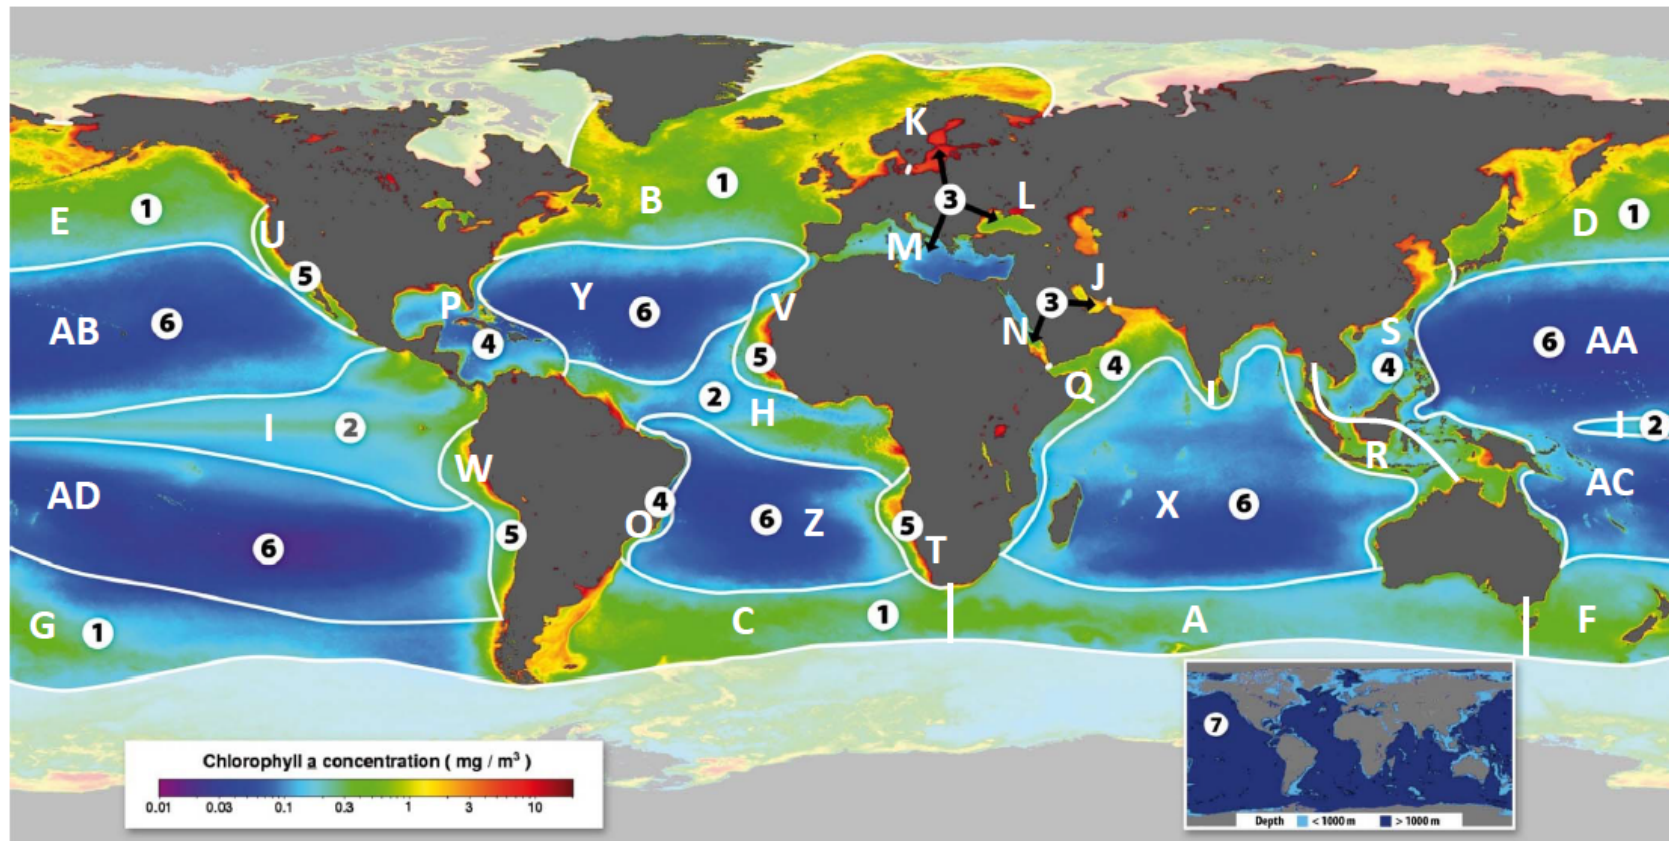 K
1
B
3
L
1
D
E
1
U
M
5
J
P
Y
6
V
3
N
S
AB
6
4
5
4
Q
4
6
AA
2
H
I
I
2
I
2
W
R
AD
4
O
6
Z
X
6
AC
5
5
T
6
G
1
C
1
A
F
7
Chlorophyll a concentration ( mg / m3 )
0.01 0.03 0.1 0.3 1 3 10
Depth < 1000 m > 1000 m